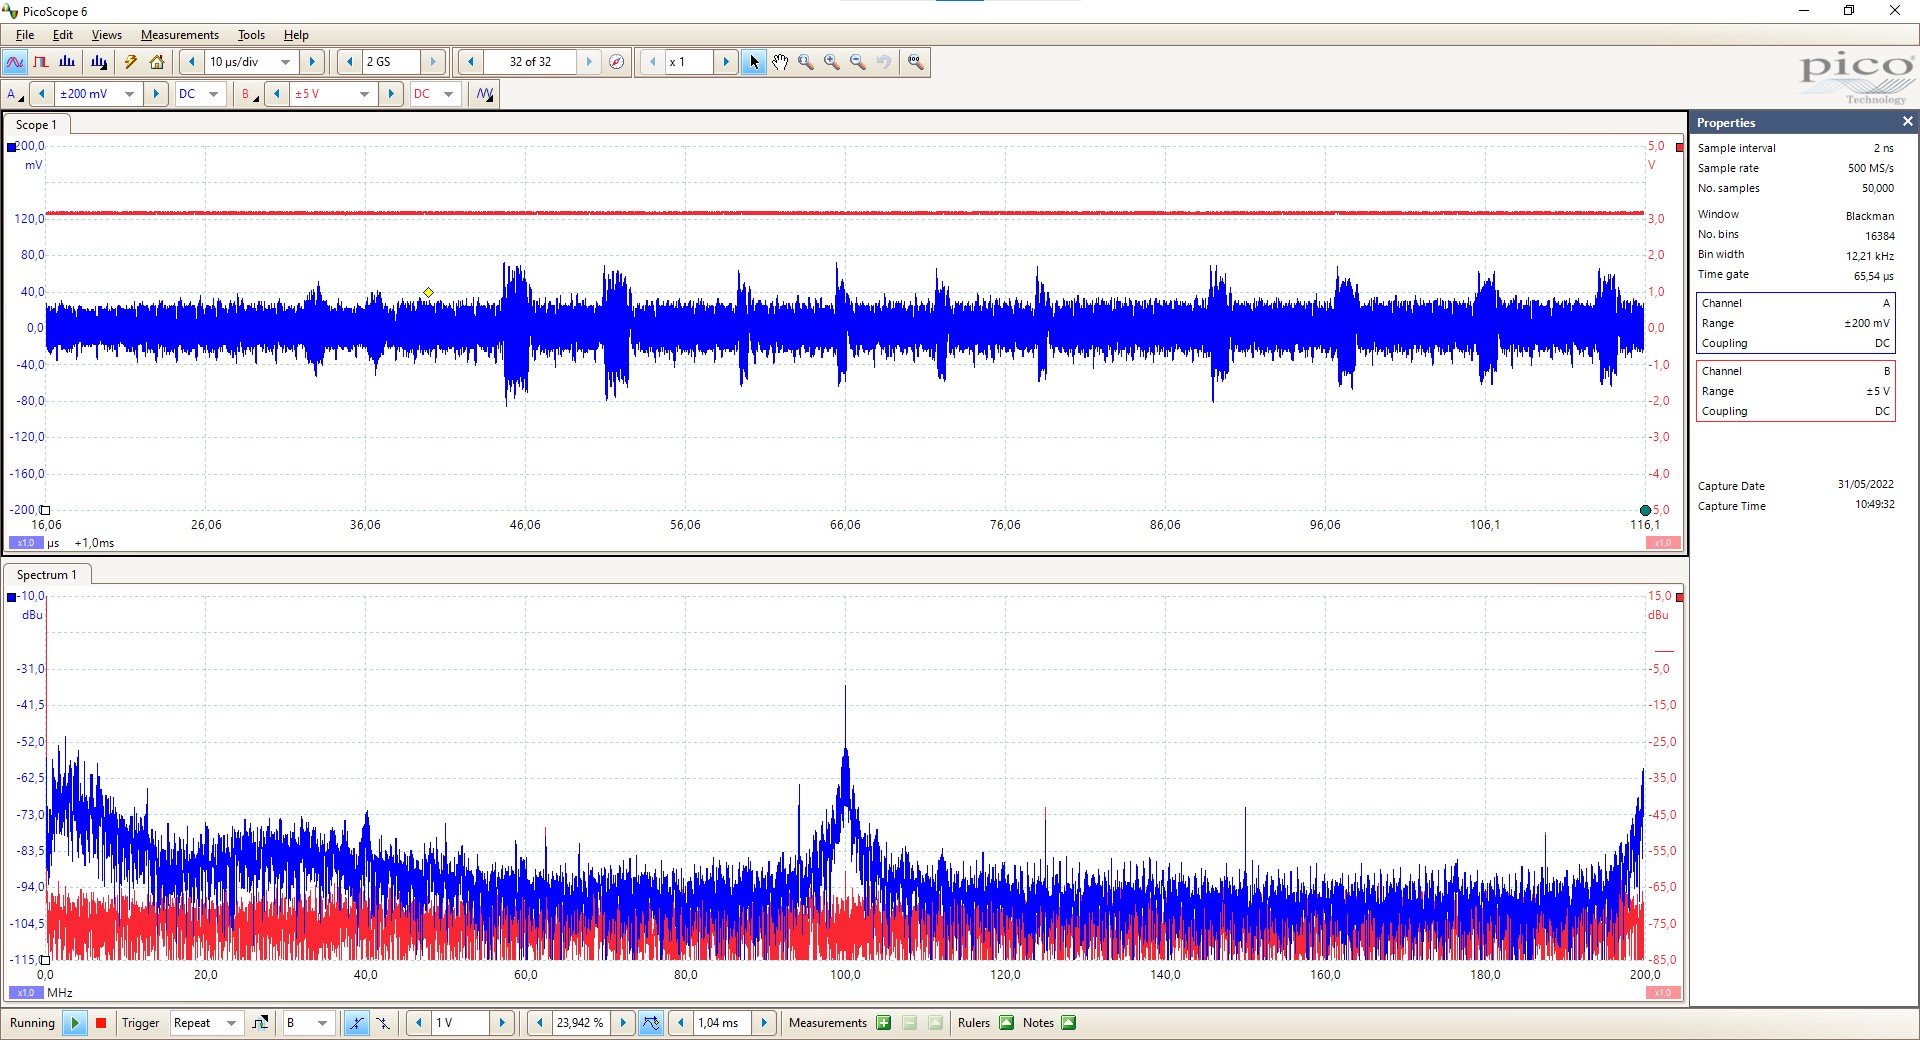 PicoScope 6
File Edit Views Measurements Tools Help
10 µs/div 2 GS 32 of 32 x 1
pico
Technology
A ±200 mV DC B ±5 V DC
Scope 1
200,0 5,0
mV V
120,0 3,0
80,0 2,0
40,0 1,0
0,0 0,0
-40,0 -1,0
-80,0 -2,0
-120,0 -3,0
-160,0 -4,0
-200,0 5,0
16,06 26,06 36,06 46,06 56,06 66,06 76,06 86,06 96,06 106,1 116,1
x1,0 µs +1,0ms x1,0
Spectrum 1
-10,0 15,0
dBu dBu
-31,0 -5,0
-41,5 -15,0
-52,0 -25,0
-62,5 -35,0
-73,0 -45,0
-83,5 -55,0
-94,0 -65,0
-104,5 -75,0
-115,0 -85,0
0,0 20,0 40,0 60,0 80,0 100,0 120,0 140,0 160,0 180,0 200,0
x1,0 MHz x1,0
Properties
Sample interval 2 ns
Sample rate 500 MS/s
No. samples 50,000
Window Blackman
No. bins 16384
Bin width 12,21 kHz
Time gate 65,54 µs
Channel A
Range ±200 mV
Coupling DC
Channel B
Range ±5 V
Coupling DC
Capture Date 31/05/2022
Capture Time 10:49:32
Running Trigger Repeat B 1 V 23,942 % 1,04 ms Measurements Rulers Notes